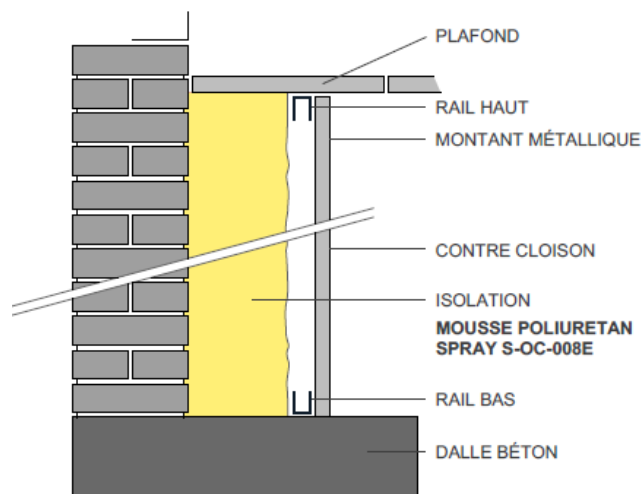 PLAFOND
RAIL HAUT
MONTANT MÉTALLIQUE
CONTRE CLOISON
ISOLATION
MOUSSE POLIURETAN
SPRAY S-OC-008E
RAIL BAS
DALLE BÉTON